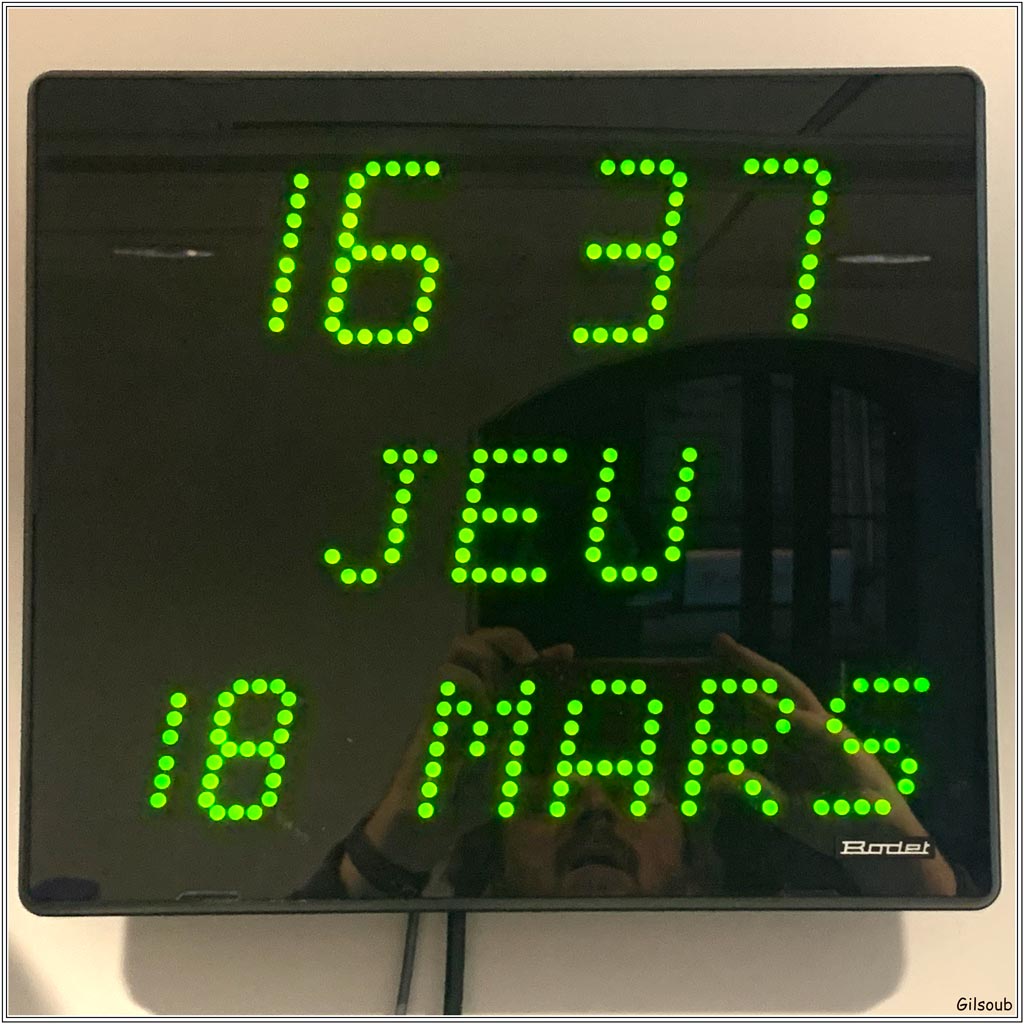 16 37
JEU
18 MARS
Bodet
Gilsoub